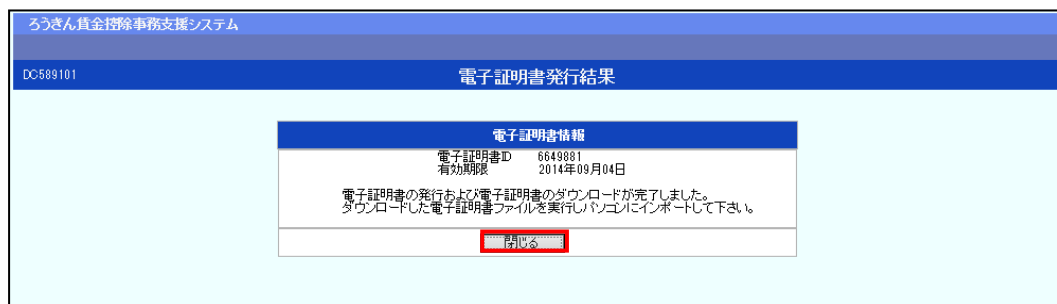 ろうきん賃金控除事務支援システム
DC589101
電子証明書発行結果
電子証明書情報
電子証明書ID 6649881
有効期限 2014年09月04日
電子証明書の発行および電子証明書のダウンロードが完了しました。
ダウンロードした電子証明書ファイルを実行しパソコンにインポートして下さい。
閉じる